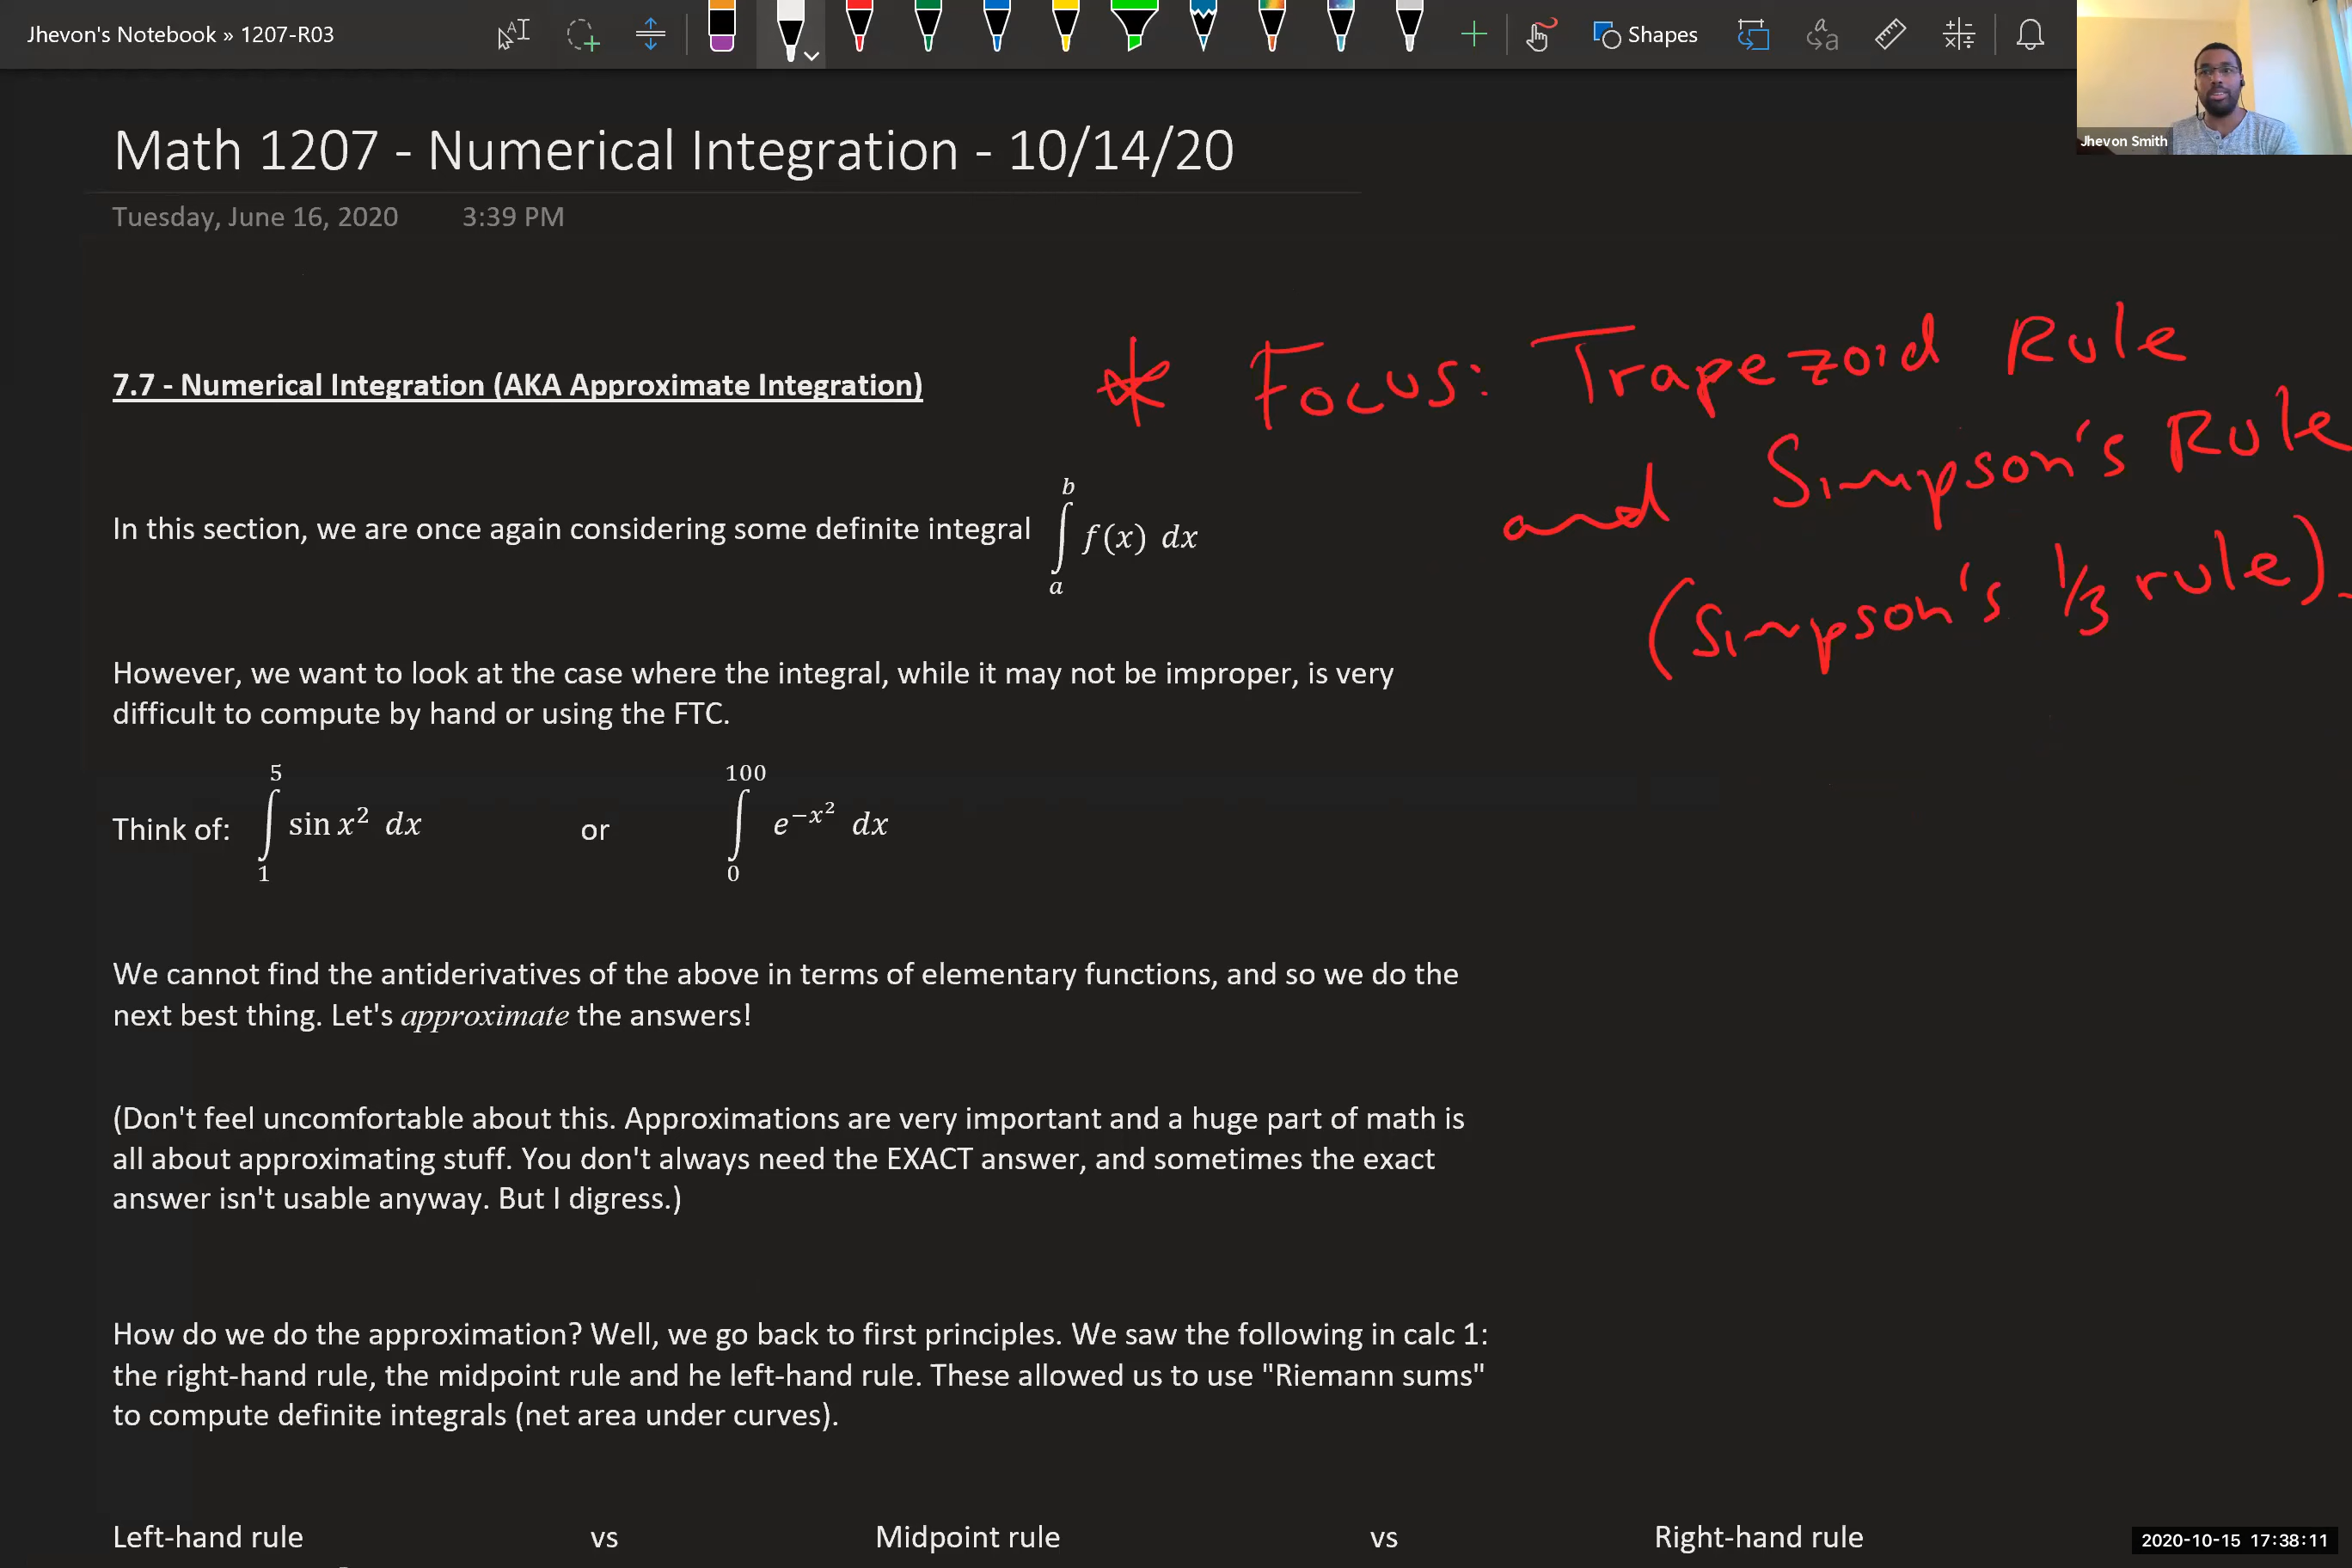 Jhevon's Notebook » 1207-R03
Shapes
Jhevon Smith
Math 1207 - Numerical Integration - 10/14/20
Tuesday, June 16, 2020 3:39 PM
* Focus: Trapezoid Rule
and Simpson's Rule
(Simpson's 1/3 rule).
7.7 - Numerical Integration (AKA Approximate Integration)
In this section, we are once again considering some definite integral ∫_a^b f(x) dx
However, we want to look at the case where the integral, while it may not be improper, is very
difficult to compute by hand or using the FTC.
Think of: ∫_1^5 sin x² dx or ∫_0^100 e^{-x²} dx
We cannot find the antiderivatives of the above in terms of elementary functions, and so we do the
next best thing. Let's approximate the answers!
(Don't feel uncomfortable about this. Approximations are very important and a huge part of math is
all about approximating stuff. You don't always need the EXACT answer, and sometimes the exact
answer isn't usable anyway. But I digress.)
How do we do the approximation? Well, we go back to first principles. We saw the following in calc 1:
the right-hand rule, the midpoint rule and he left-hand rule. These allowed us to use "Riemann sums"
to compute definite integrals (net area under curves).
Left-hand rule vs Midpoint rule vs Right-hand rule
2020-10-15 17:38:11